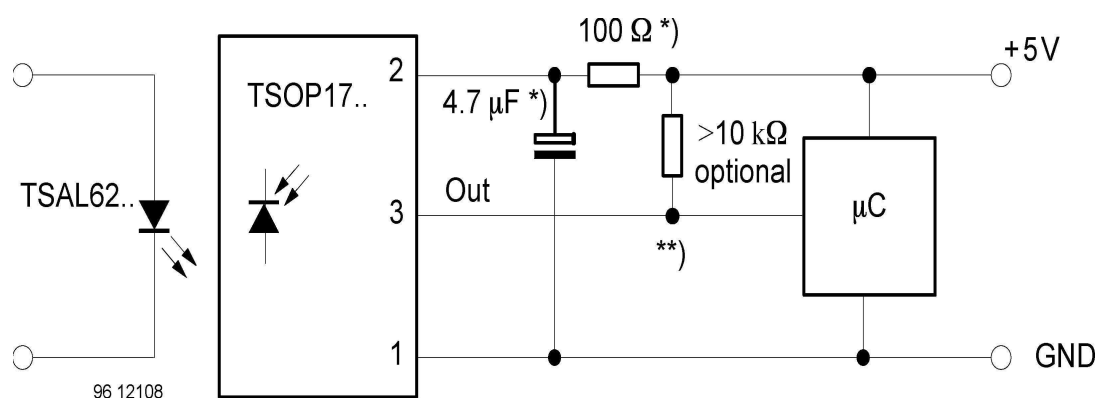 100 Ω *)
+5V
TSOP17..
2
4.7 µF *)
>10 kΩ
optional
TSAL62..
Out
3
µC
**)
1
GND
96 12108